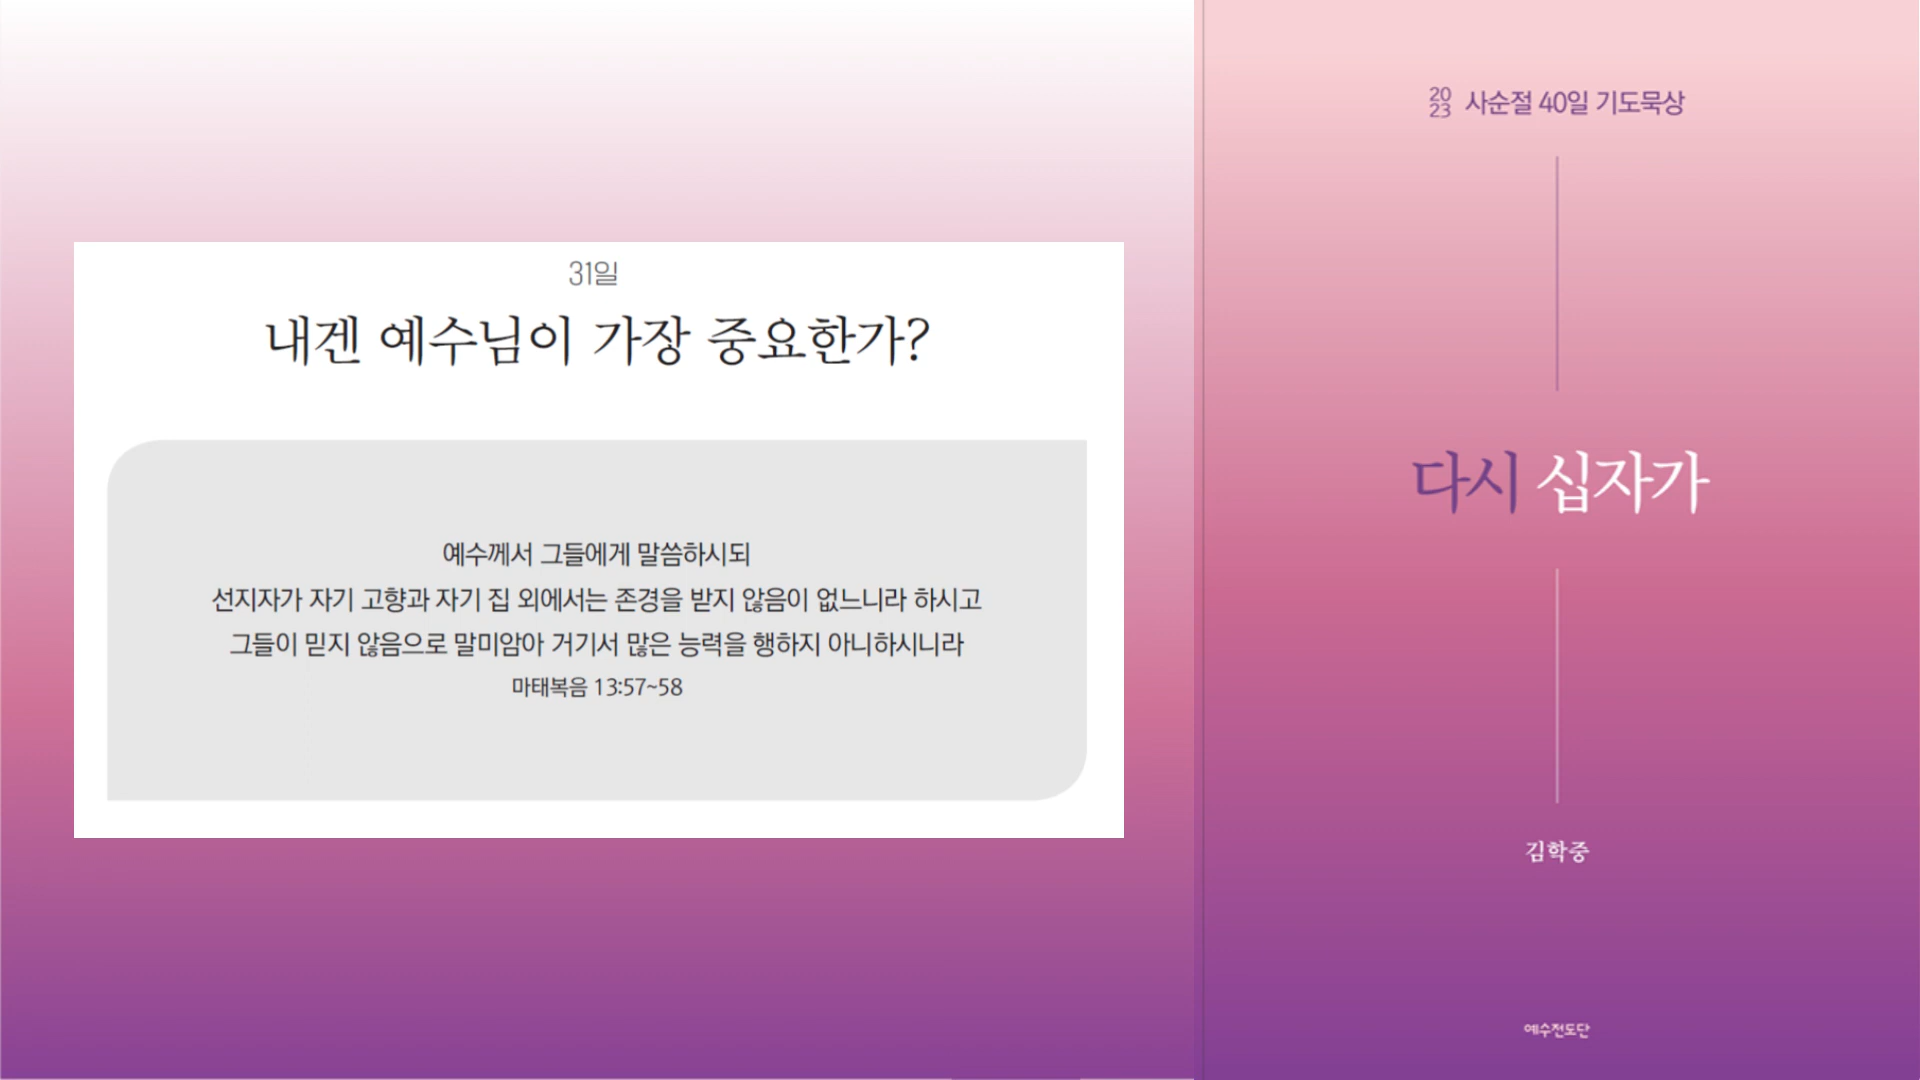 31일
내겐 예수님이 가장 중요한가?
예수께서 그들에게 말씀하시되
선지자가 자기 고향과 자기 집 외에서는 존경을 받지 않음이 없느니라 하시고
그들이 믿지 않음으로 말미암아 거기서 많은 능력을 행하지 아니하시니라
마태복음 13:57~58
20
23 사순절 40일 기도묵상
다시 십자가
김학중
예수전도단